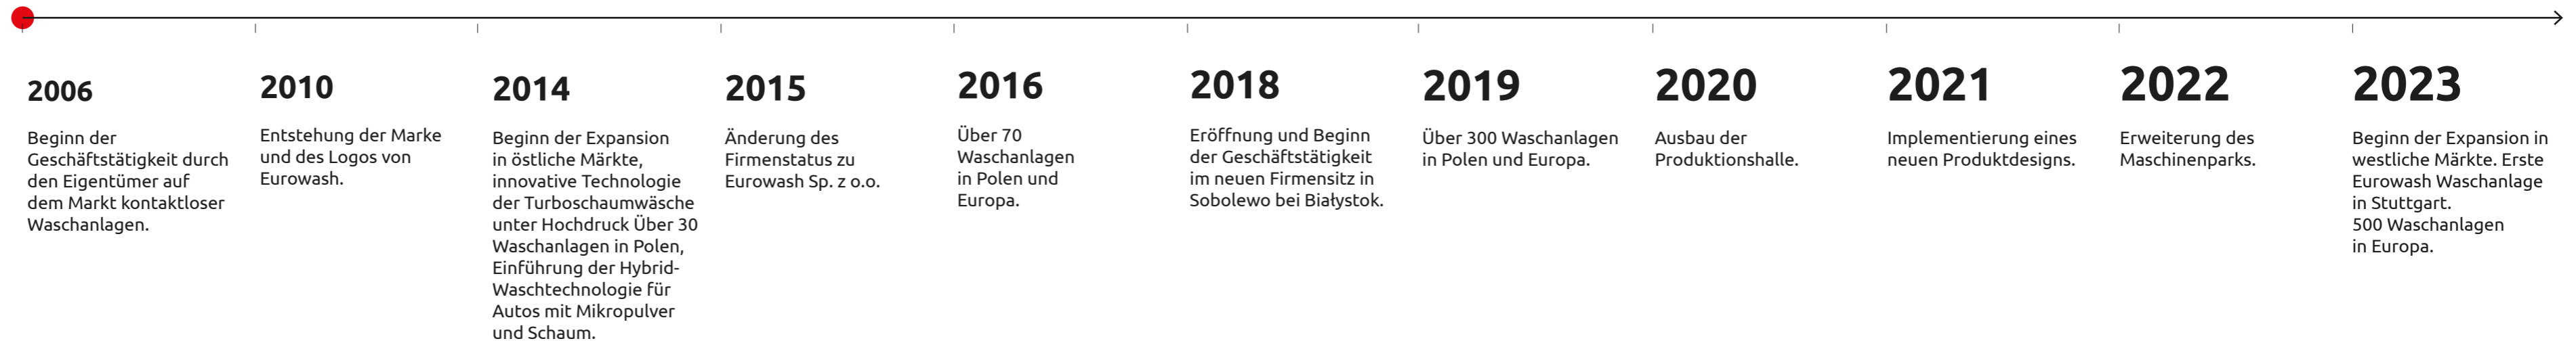 2006
Beginn der
Geschäftstätigkeit durch
den Eigentümer auf
dem Markt kontaktloser
Waschanlagen.
2010
Entstehung der Marke
und des Logos von
Eurowash.
2014
Beginn der Expansion
in östliche Märkte,
innovative Technologie
der Turboschaumwäsche
unter Hochdruck Über 30
Waschanlagen in Polen,
Einführung der Hybrid-
Waschtechnologie für
Autos mit Mikropulver
und Schaum.
2015
Änderung des
Firmenstatus zu
Eurowash Sp. z o.o.
2016
Über 70
Waschanlagen
in Polen und
Europa.
2018
Eröffnung und Beginn
der Geschäftstätigkeit
im neuen Firmensitz in
Sobolewo bei Białystok.
2019
Über 300 Waschanlagen
in Polen und Europa.
2020
Ausbau der
Produktionshalle.
2021
Implementierung eines
neuen Produktdesigns.
2022
Erweiterung des
Maschinenparks.
2023
Beginn der Expansion in
westliche Märkte. Erste
Eurowash Waschanlage
in Stuttgart.
500 Waschanlagen
in Europa.